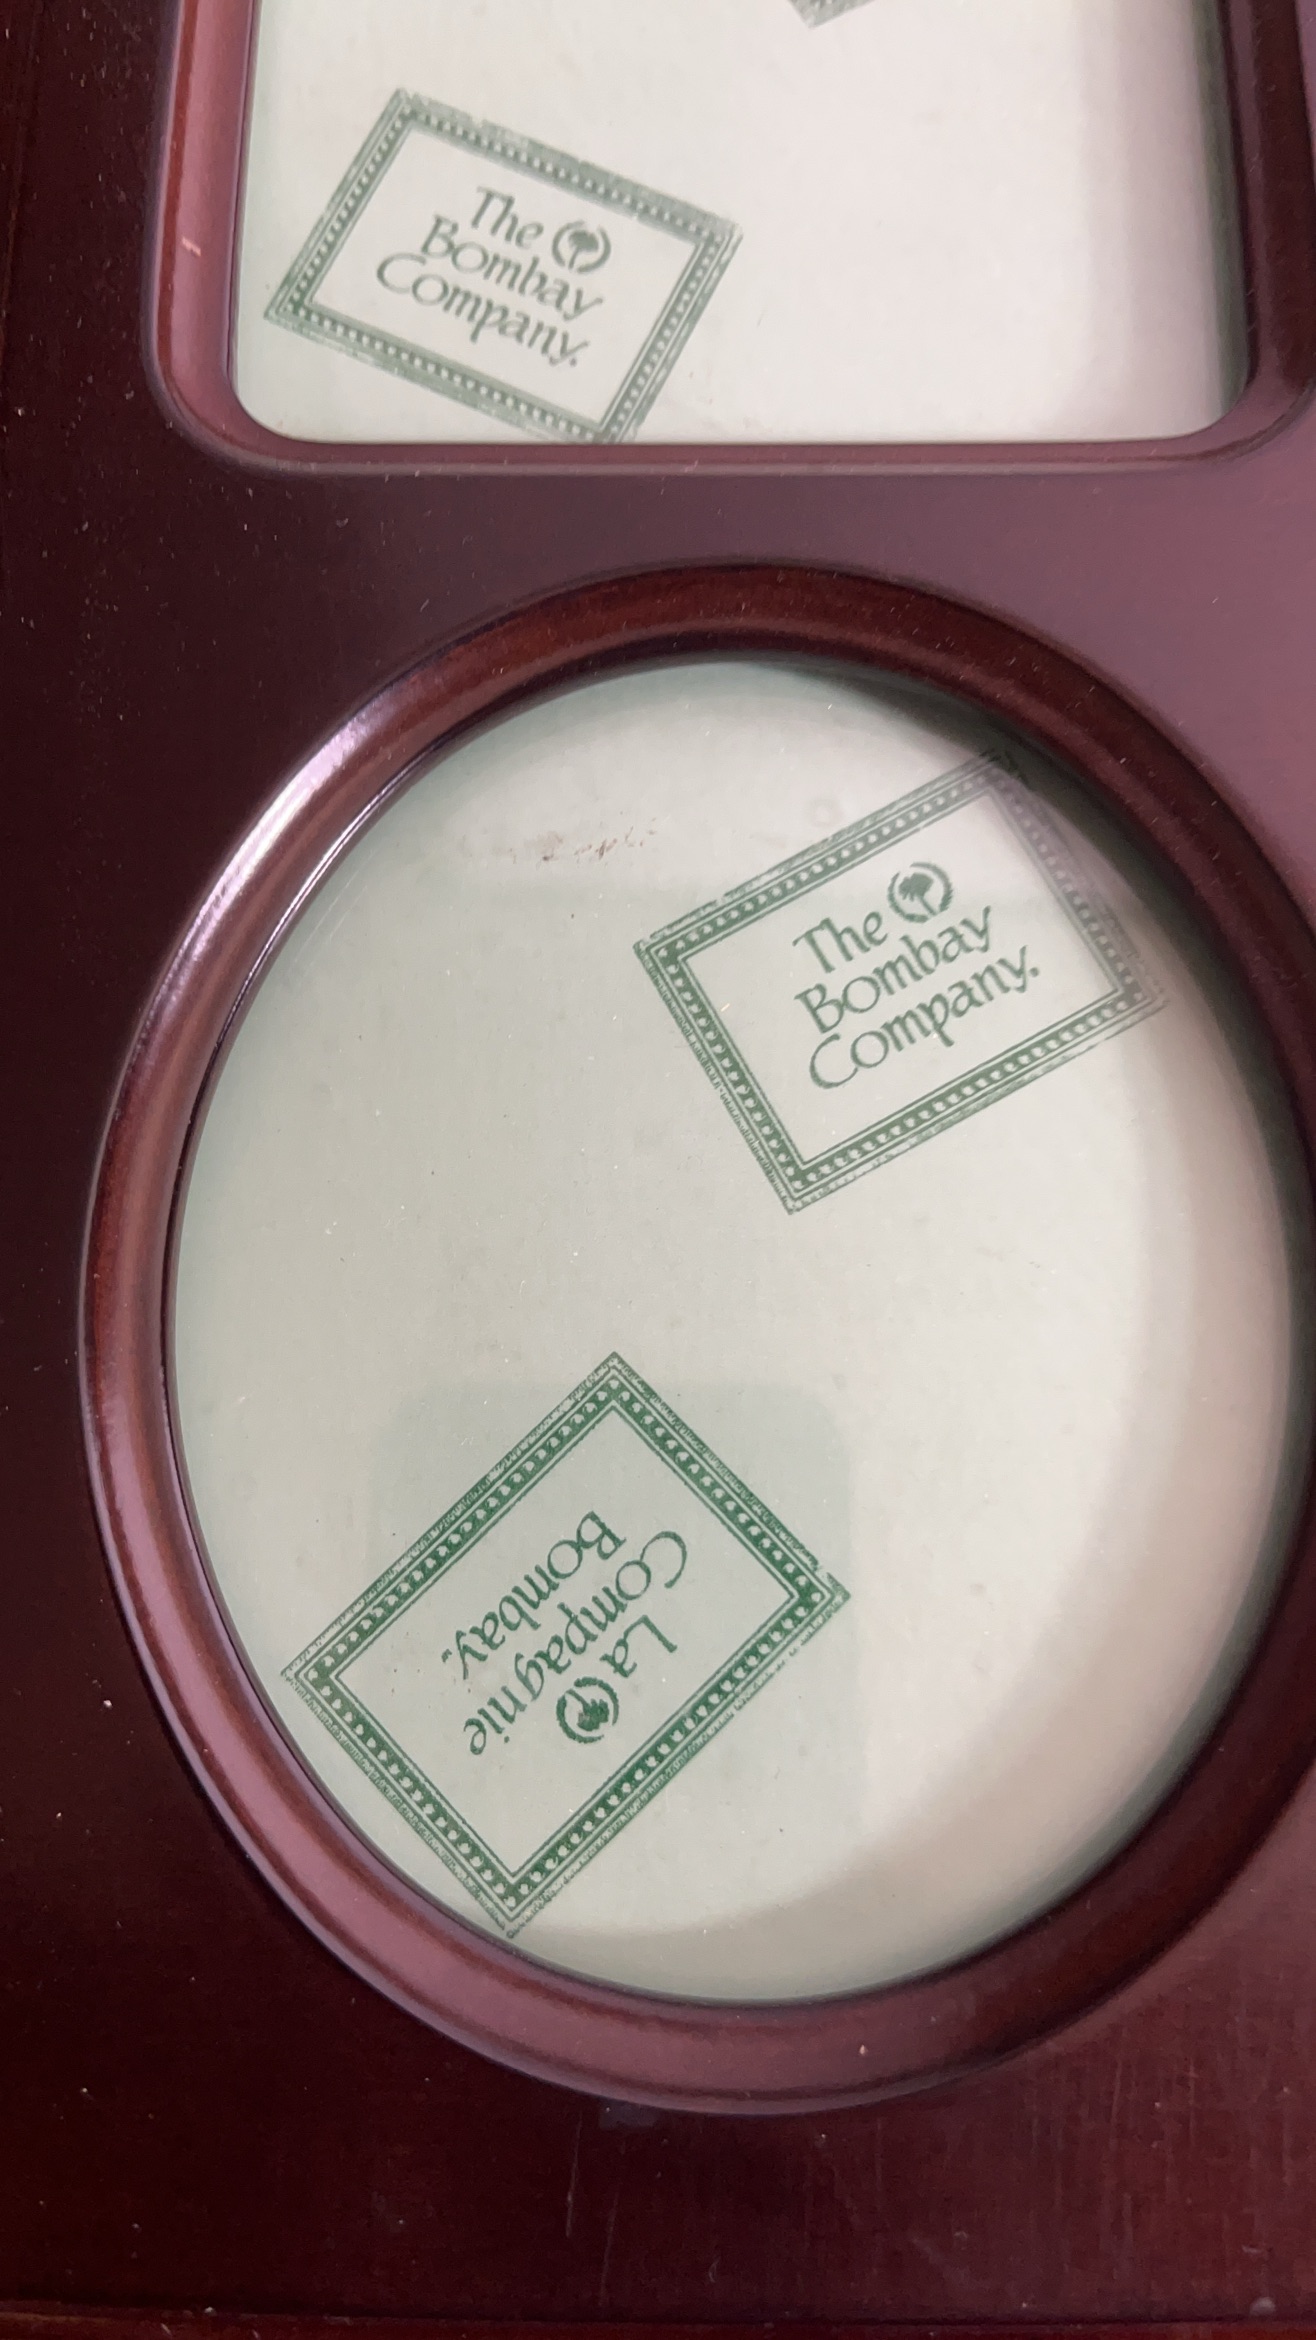 The
Bombay
Company.
The
Bombay
Company.
La
Compagnie
Bombay.